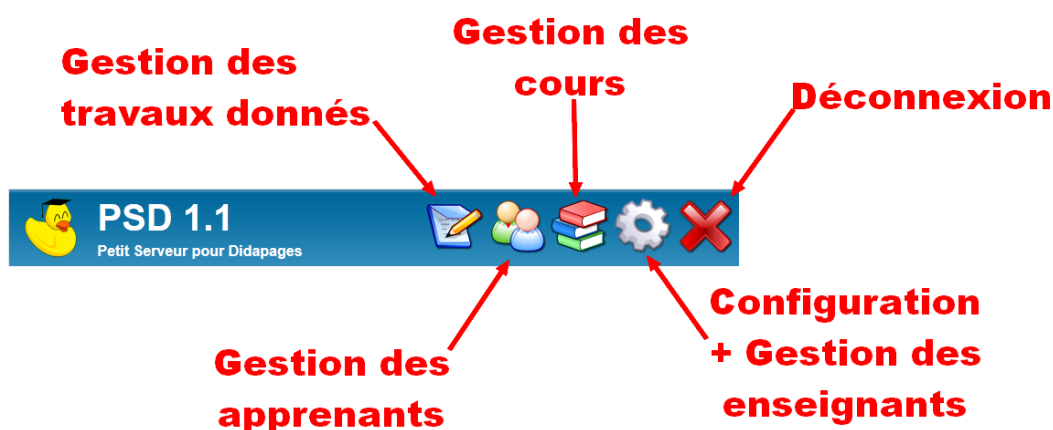 Gestion des
cours
Gestion des
travaux donnés
Déconnexion
PSD 1.1
Petit Serveur pour Didapages
Gestion des
apprenants
Configuration
+ Gestion des
enseignants